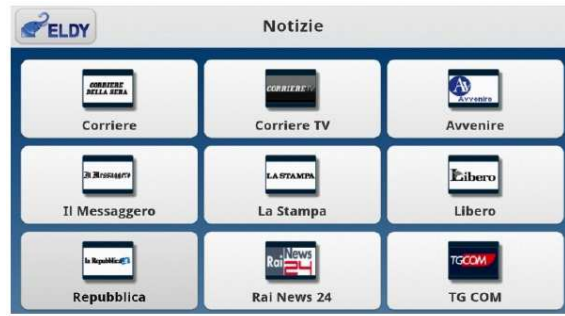 ELDY
Notizie
CORRIERE DELLA SERA
CORRIERE TV
Avvenire
Corriere
Corriere TV
Avvenire
Il Messaggero
LA STAMPA
Libero
Il Messaggero
La Stampa
Libero
la Repubblica
Rai News 24
TGCOM
Repubblica
Rai News 24
TG COM